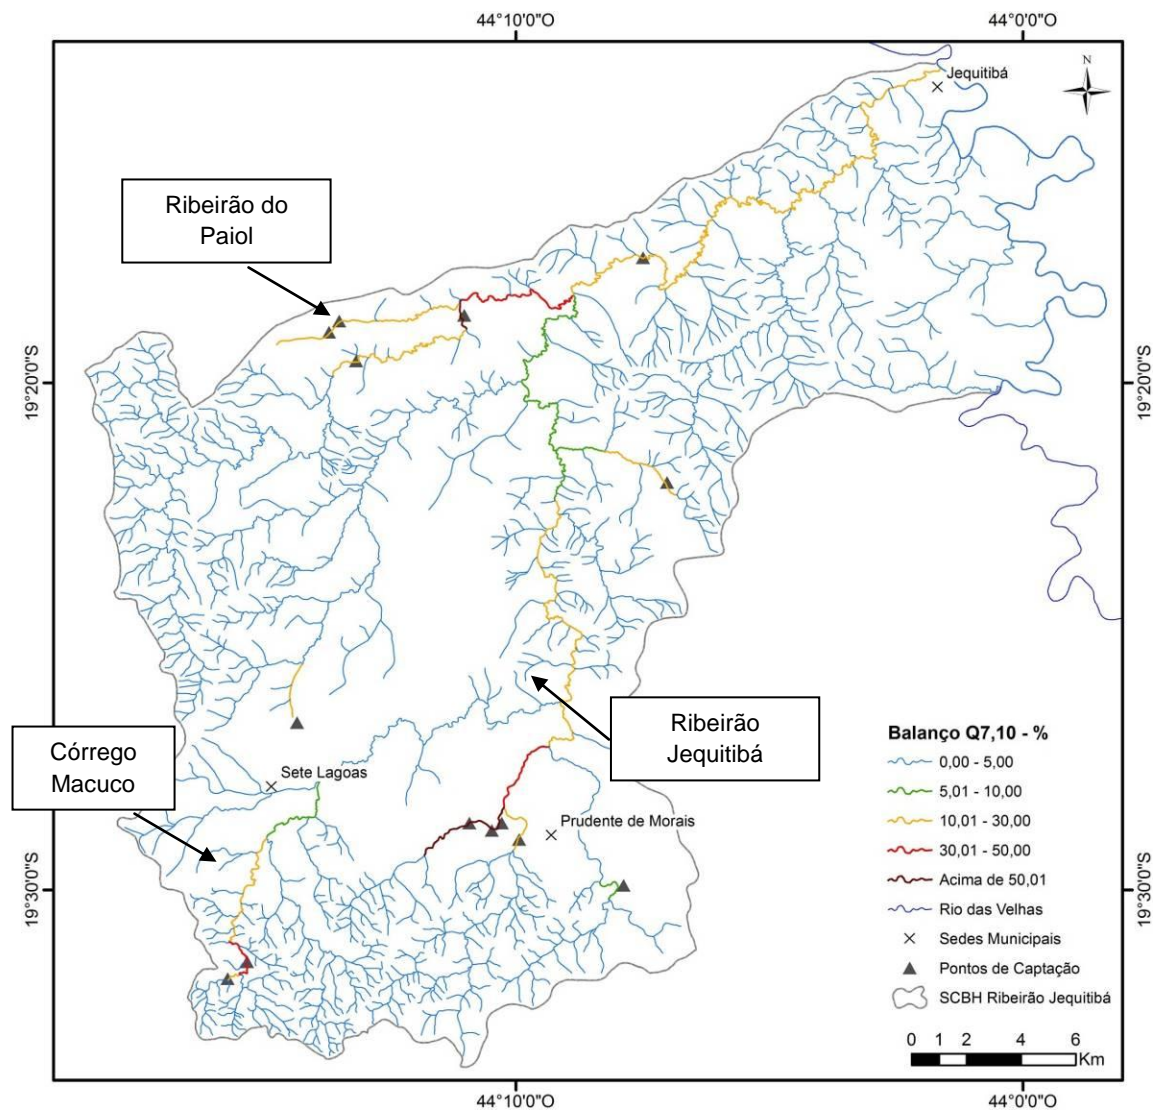 44°10'0"O
44°0'0"O
N
Jequitibá
Ribeirão do
Paiol
19°20'0"S
19°20'0"S
Ribeirão
Jequitibá
Córrego
Macuco
Sete Lagoas
Prudente de Morais
19°30'0"S
19°30'0"S
Balanço Q7,10 - %
0,00 - 5,00
5,01 - 10,00
10,01 - 30,00
30,01 - 50,00
Acima de 50,01
Rio das Velhas
Sedes Municipais
Pontos de Captação
SCBH Ribeirão Jequitibá
0 1 2 4 6
Km
44°10'0"O
44°0'0"O